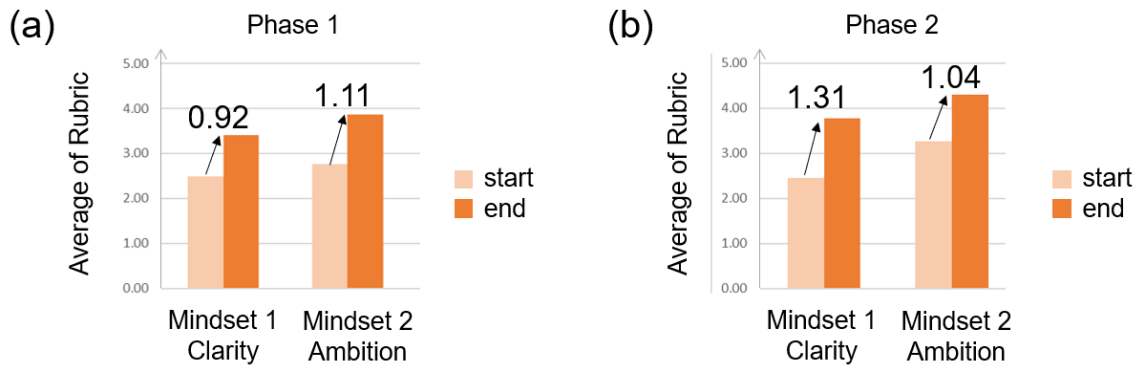 (a)
Phase 1
Average of Rubric
5.00
4.00
3.00
2.00
1.00
0.00
0.92
1.11
Mindset 1
Clarity
Mindset 2
Ambition
start
end
(b)
Phase 2
Average of Rubric
5.00
4.00
3.00
2.00
1.00
0.00
1.31
1.04
Mindset 1
Clarity
Mindset 2
Ambition
start
end